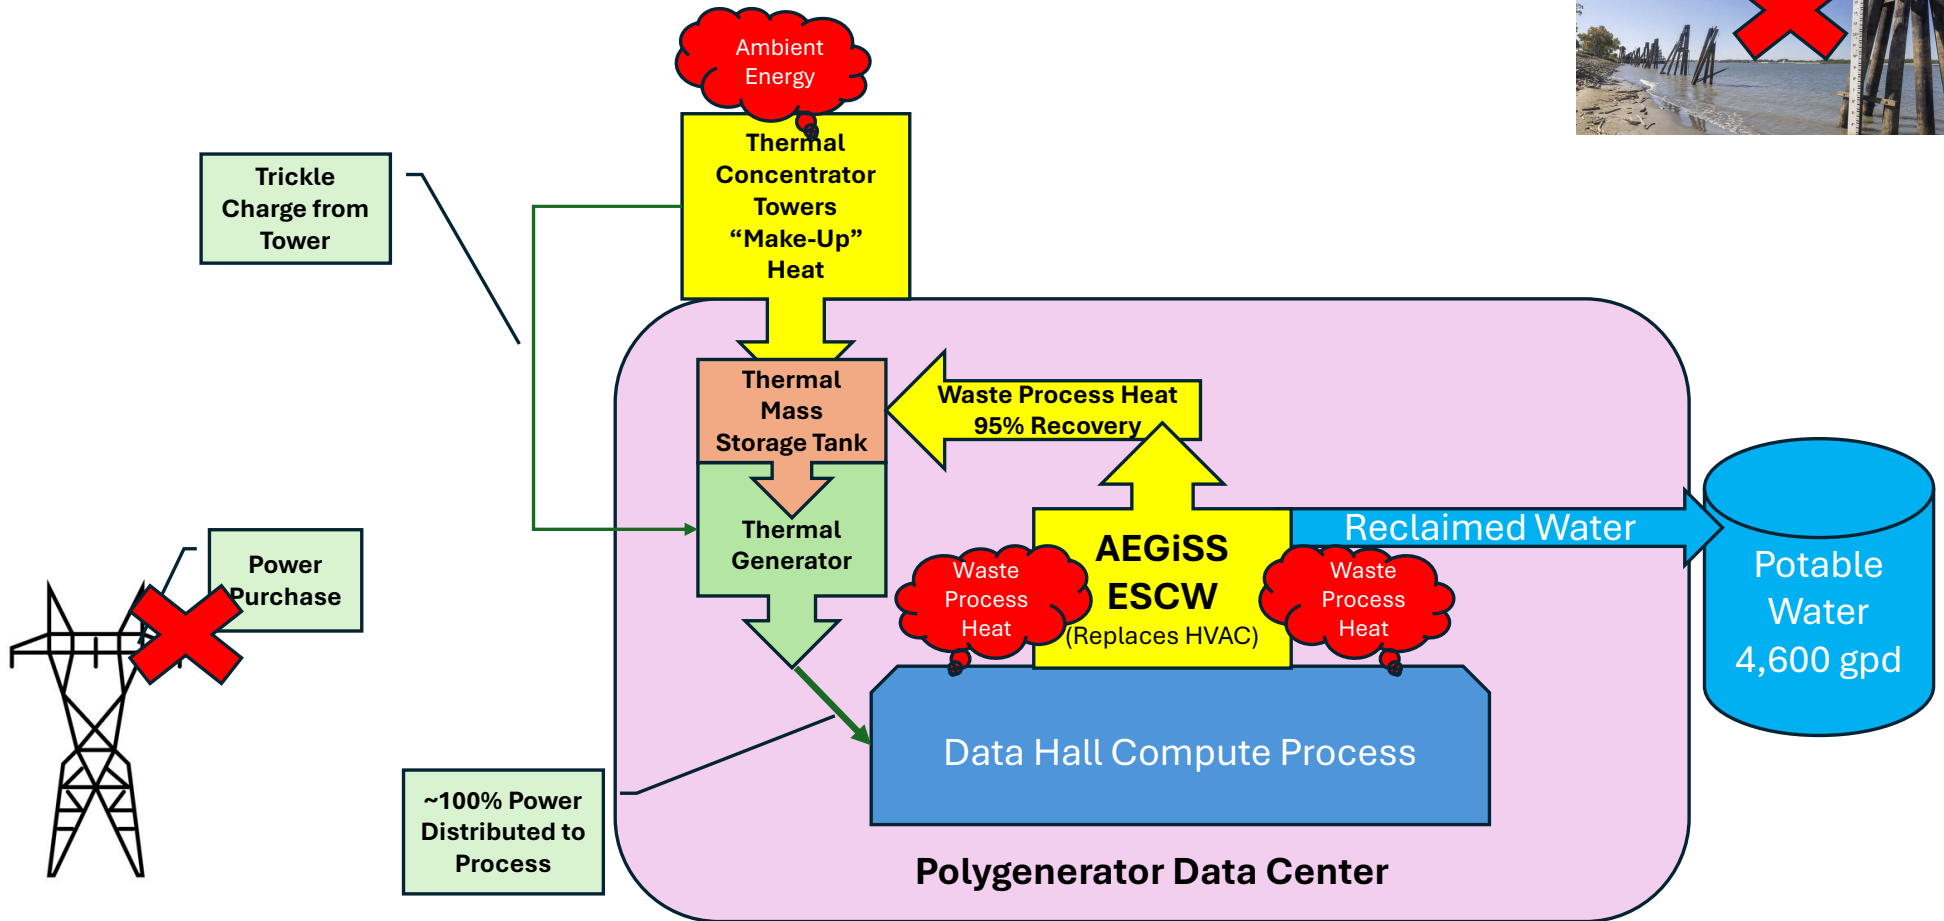 Ambient
Energy
Thermal
Concentrator
Towers
“Make-Up”
Heat
Trickle
Charge from
Tower
Thermal
Mass
Storage Tank
Waste Process Heat
95% Recovery
Thermal
Generator
AEGiSS
ESCW
(Replaces HVAC)
Waste
Process
Heat
Waste
Process
Heat
Reclaimed Water
Potable
Water
4,600 gpd
Power
Purchase
Data Hall Compute Process
~100% Power
Distributed to
Process
Polygenerator Data Center